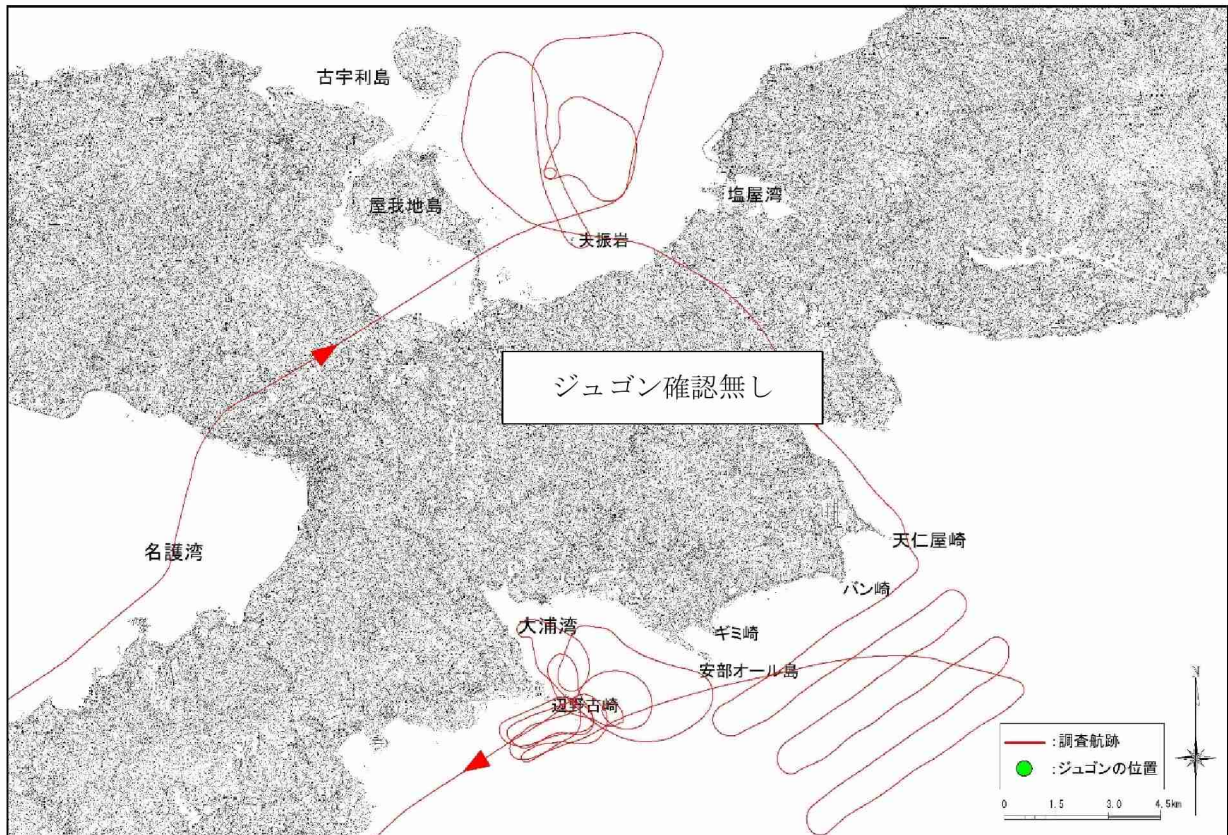 古宇利島
屋我地島
塩屋湾
夫振岩
ジュゴン確認無し
名護湾
天仁屋崎
バン崎
大浦湾
ギミ崎
安部オール島
辺野古崎
N
:調査航跡
:ジュゴンの位置
0 1.5 3.0 4.5km